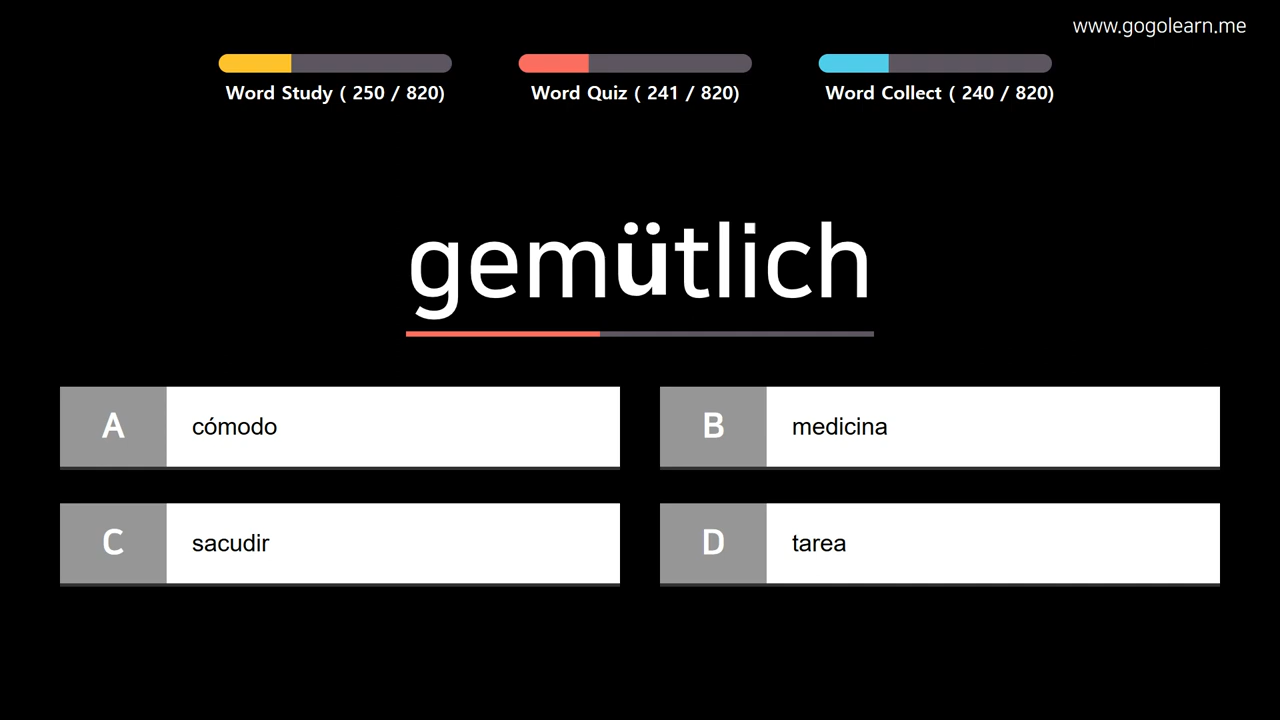 www.gogolearn.me
Word Study ( 250 / 820)
Word Quiz ( 241 / 820)
Word Collect ( 240 / 820)
gemütlich
A cómodo
B medicina
C sacudir
D tarea